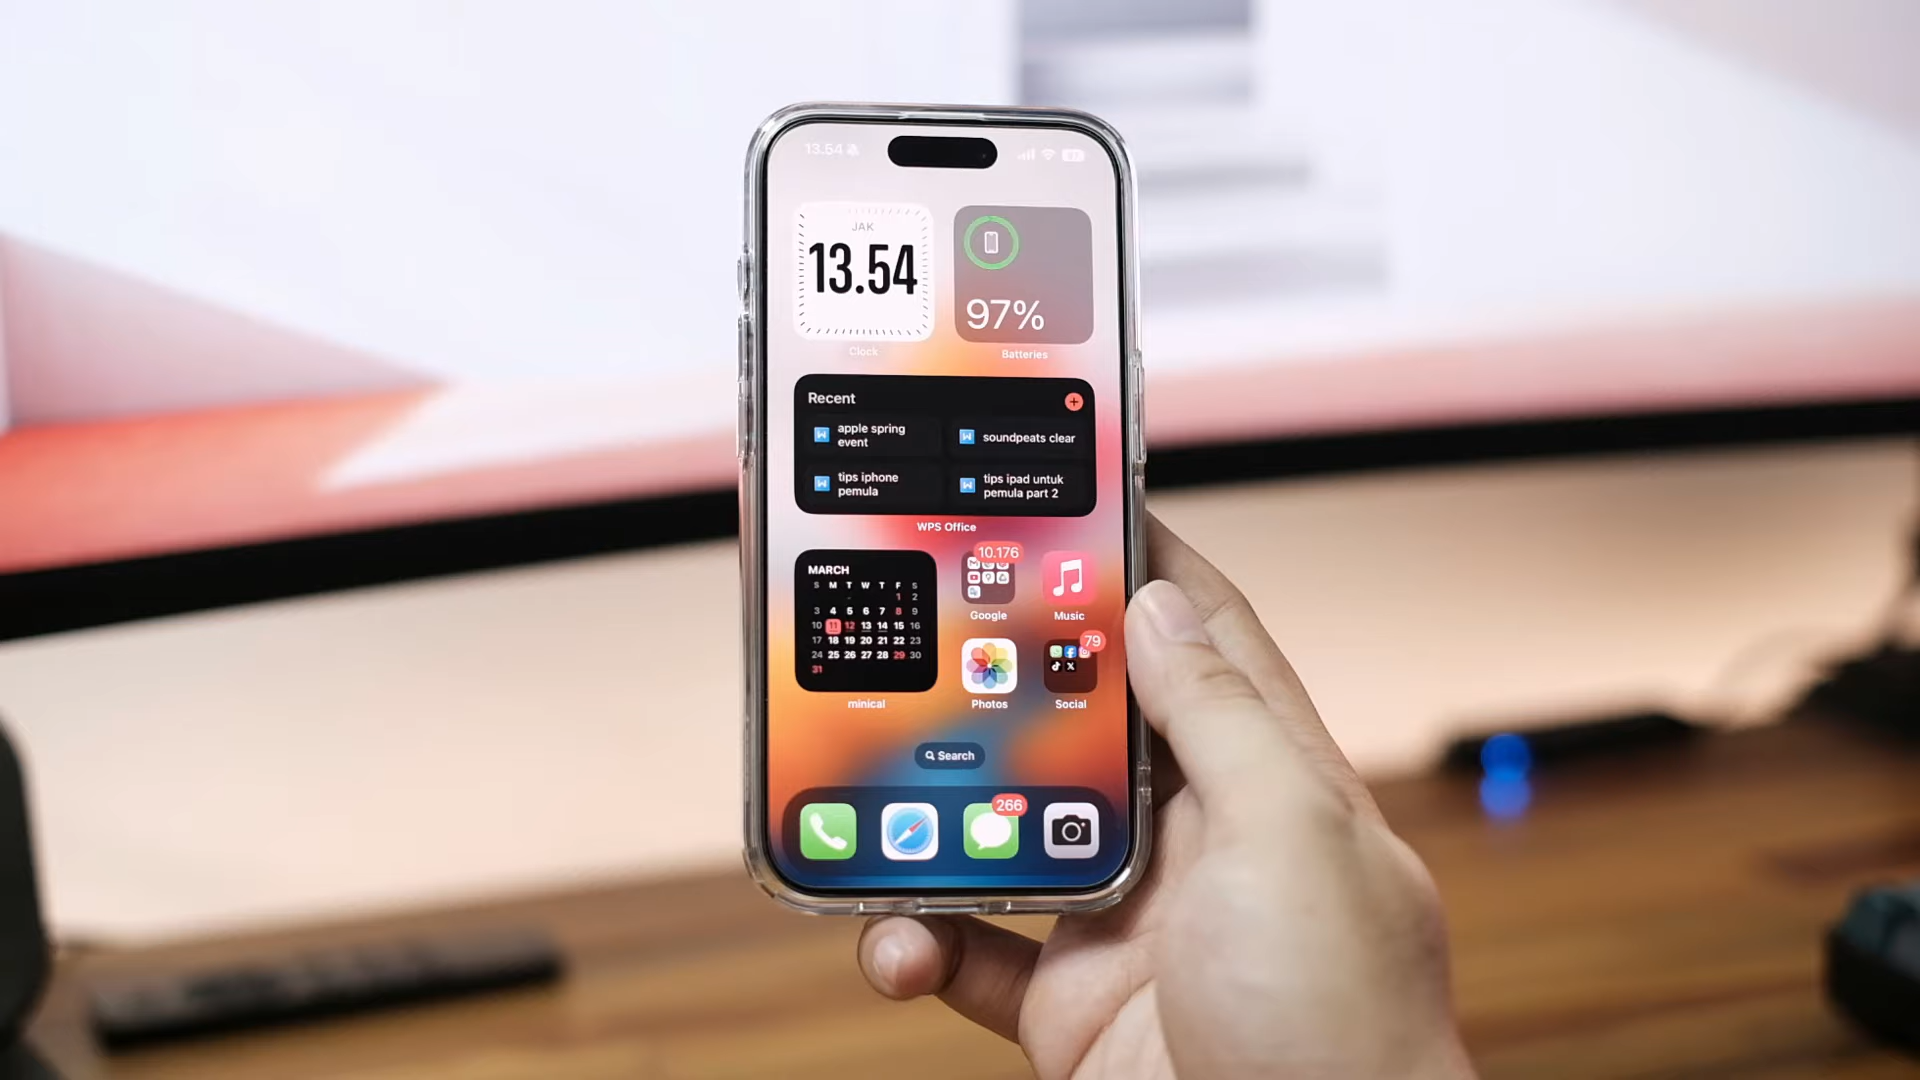 13.54
97
JAK
13.54
97%
Clock
Batteries
Recent
apple spring
event
soundpeats clear
tips iphone
pemula
tips ipad untuk
pemula part 2
WPS Office
MARCH
S M T W T F S
1 2
3 4 5 6 7 8 9
10 11 12 13 14 15 16
17 18 19 20 21 22 23
24 25 26 27 28 29 30
31
minical
10.176
Google
Music
79
Photos
Social
Search
266